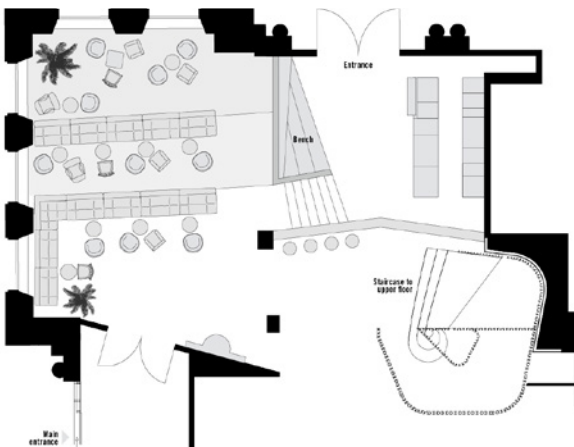 Entrance
Bench
Staircase to
upper floor
Main
entrance